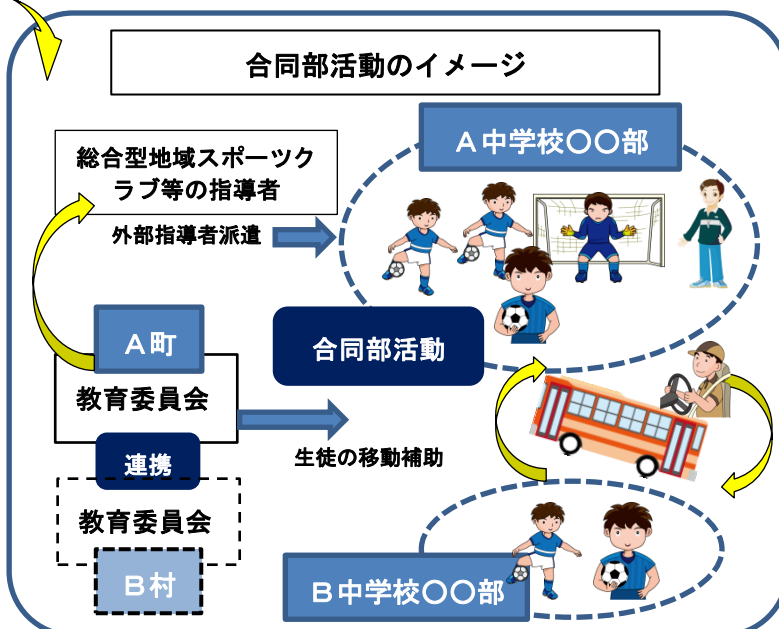 合同部活動のイメージ
総合型地域スポーツク
ラブ等の指導者
A中学校〇〇部
外部指導者派遣
A町
合同部活動
教育委員会
生徒の移動補助
連携
教育委員会
B村
B中学校〇〇部